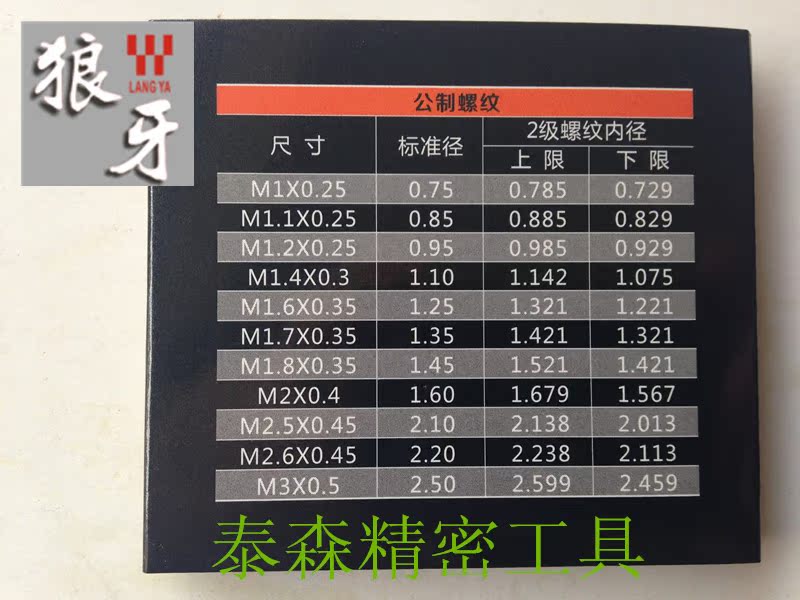 狼牙
LANG YA
公制螺纹
尺寸 标准径 2级螺纹内径
上限 下限
M1X0.25 0.75 0.785 0.729
M1.1X0.25 0.85 0.885 0.829
M1.2X0.25 0.95 0.985 0.929
M1.4X0.3 1.10 1.142 1.075
M1.6X0.35 1.25 1.321 1.221
M1.7X0.35 1.35 1.421 1.321
M1.8X0.35 1.45 1.521 1.421
M2X0.4 1.60 1.679 1.567
M2.5X0.45 2.10 2.138 2.013
M2.6X0.45 2.20 2.238 2.113
M3X0.5 2.50 2.599 2.459
泰森精密工具